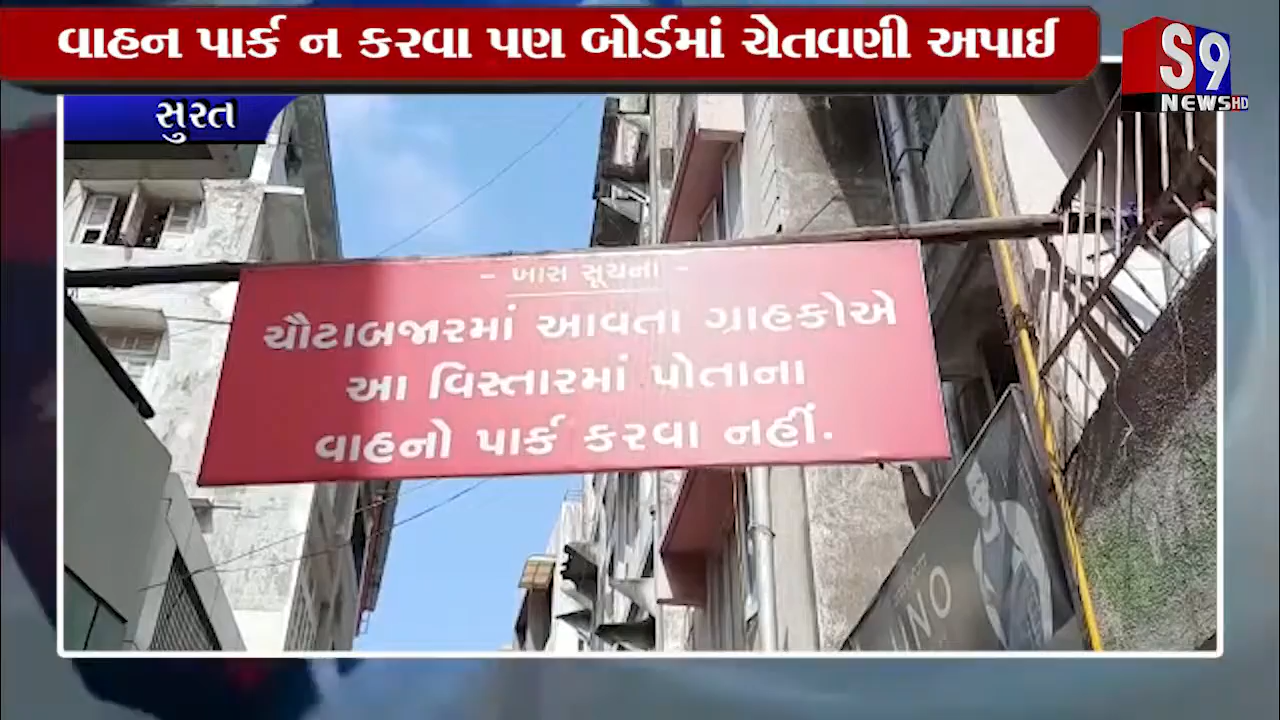 વાહન પાર્ક ન કરવા પણ બોર્ડમાં ચેતવણી અપાઈ
S9
NEWS HD
સુરત
- ખાસ સૂચના -
ચૌટાબજારમાં આવતા ગ્રાહકોએ
આ વિસ્તારમાં પોતાના
વાહનો પાર્ક કરવા નહીં.
UNO